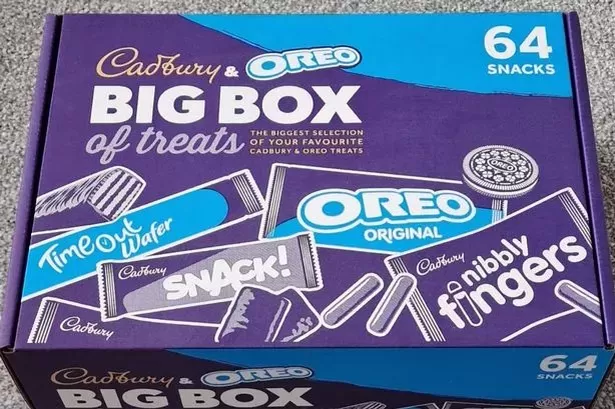 Cadbury & OREO
64
SNACKS
BIG BOX
of treats
THE BIGGEST SELECTION
OF YOUR FAVOURITE
CADBURY & OREO TREATS
OREO
Time Out
Wafer
OREO
ORIGINAL
Cadbury
SNACK!
Cadbury
nibbly
fingers
Cadbury
Cadbury & OREO
64
SNACKS
BIG BOX